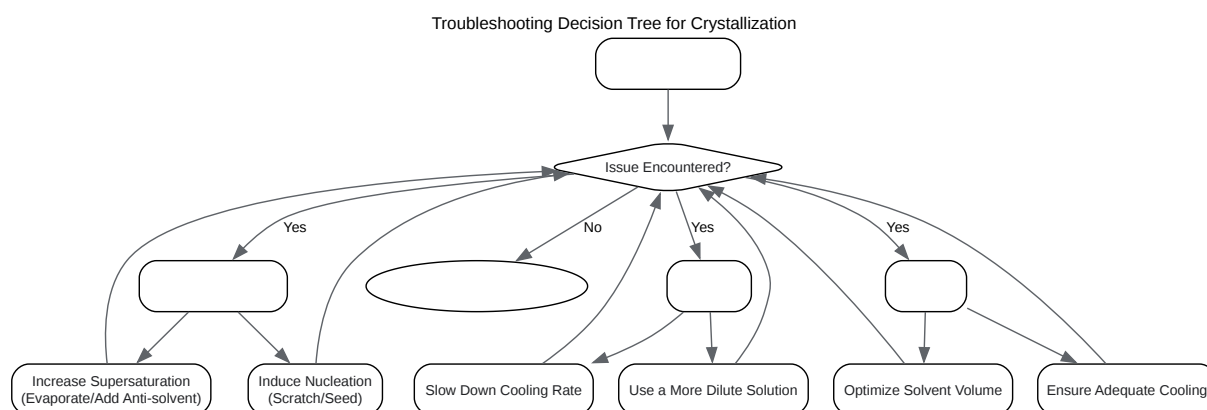 Troubleshooting Decision Tree for Crystallization
Issue Encountered?
Yes
No
Yes
Yes
Increase Supersaturation
(Evaporate/Add Anti-solvent)
Induce Nucleation
(Scratch/Seed)
Slow Down Cooling Rate
Use a More Dilute Solution
Optimize Solvent Volume
Ensure Adequate Cooling